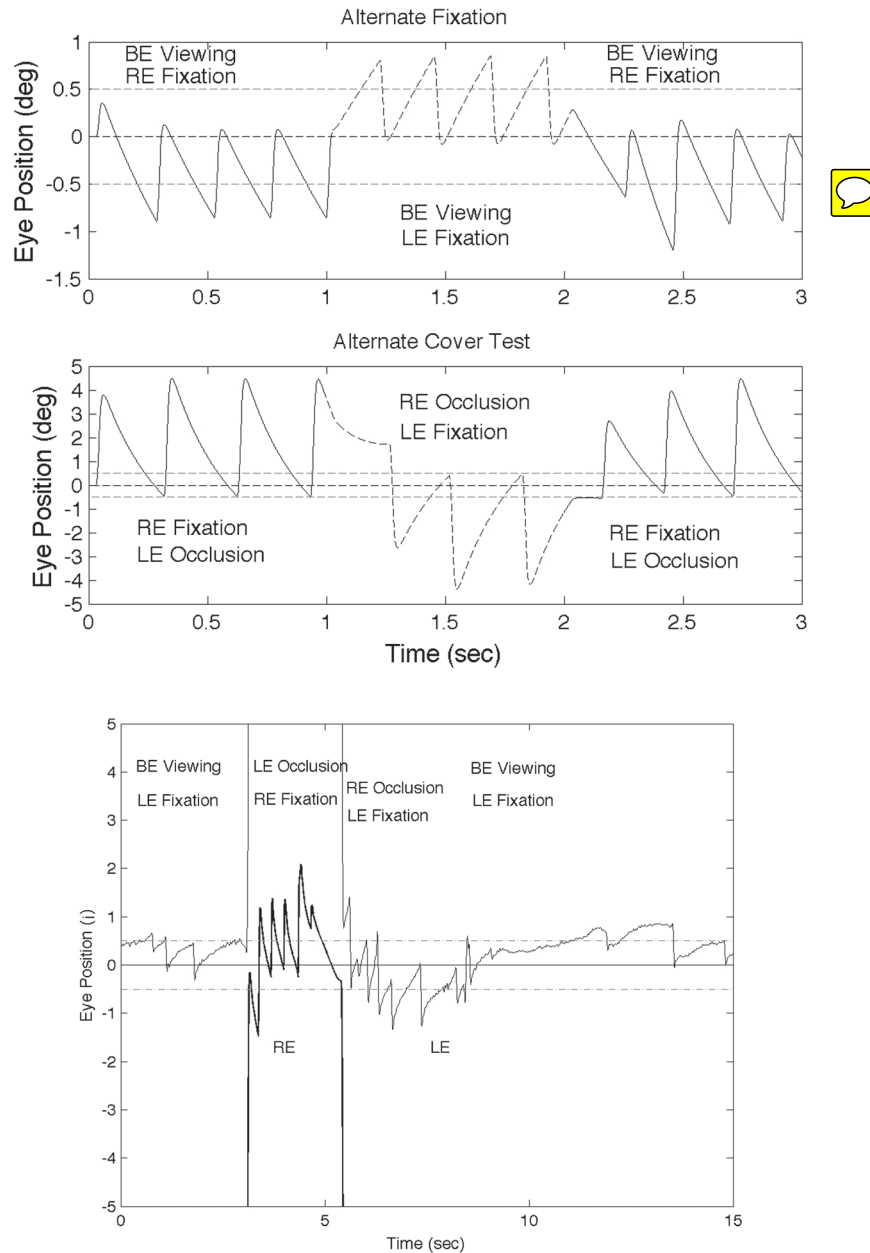 Alternate Fixation
Eye Position (deg)
1
0.5
0
-0.5
-1
-1.5
BE Viewing
RE Fixation
BE Viewing
LE Fixation
BE Viewing
RE Fixation
0 0.5 1 1.5 2 2.5 3
Alternate Cover Test
Eye Position (deg)
5
4
3
2
1
0
-1
-2
-3
-4
-5
RE Fixation
LE Occlusion
RE Occlusion
LE Fixation
RE Fixation
LE Occlusion
0 0.5 1 1.5 2 2.5 3
Time (sec)
Eye Position (i)
5
4
3
2
1
0
-1
-2
-3
-4
-5
BE Viewing
LE Fixation
LE Occlusion
RE Fixation
RE Occlusion
LE Fixation
BE Viewing
LE Fixation
RE
LE
0 5 10 15
Time (sec)